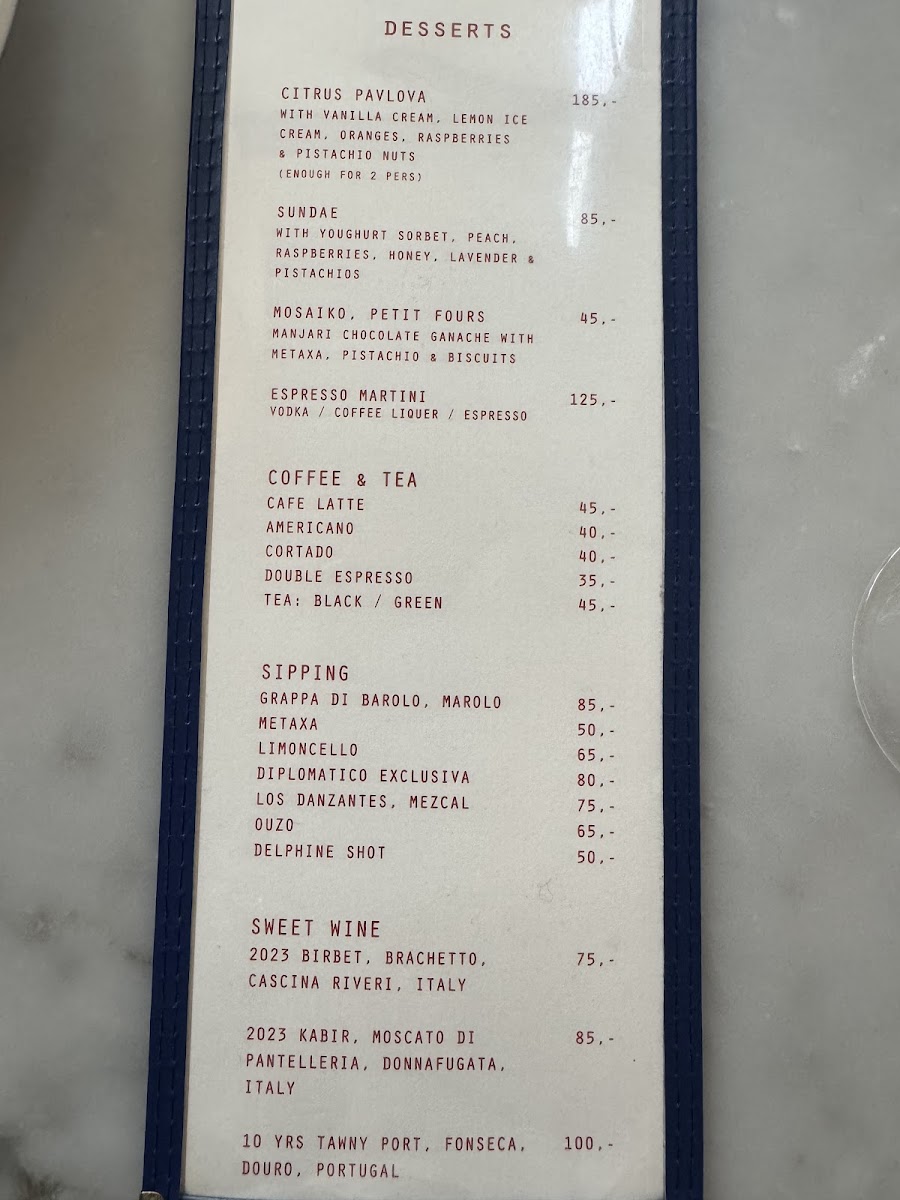 DESSERTS
CITRUS PAVLOVA 185,-
WITH VANILLA CREAM, LEMON ICE
CREAM, ORANGES, RASPBERRIES
& PISTACHIO NUTS
(ENOUGH FOR 2 PERS)
SUNDAE 85,-
WITH YOUGHURT SORBET, PEACH,
RASPBERRIES, HONEY, LAVENDER &
PISTACHIOS
MOSAIKO, PETIT FOURS 45,-
MANJARI CHOCOLATE GANACHE WITH
METAXA, PISTACHIO & BISCUITS
ESPRESSO MARTINI 125,-
VODKA / COFFEE LIQUER / ESPRESSO
COFFEE & TEA
CAFE LATTE 45,-
AMERICANO 40,-
CORTADO 40,-
DOUBLE ESPRESSO 35,-
TEA: BLACK / GREEN 45,-
SIPPING
GRAPPA DI BAROLO, MAROLO 85,-
METAXA 50,-
LIMONCELLO 65,-
DIPLOMATICO EXCLUSIVA 80,-
LOS DANZANTES, MEZCAL 75,-
OUZO 65,-
DELPHINE SHOT 50,-
SWEET WINE
2023 BIRBET, BRACHETTO, 75,-
CASCINA RIVERI, ITALY
2023 KABIR, MOSCATO DI 85,-
PANTELLERIA, DONNAFUGATA,
ITALY
10 YRS TAWNY PORT, FONSECA, 100,-
DOURO, PORTUGAL